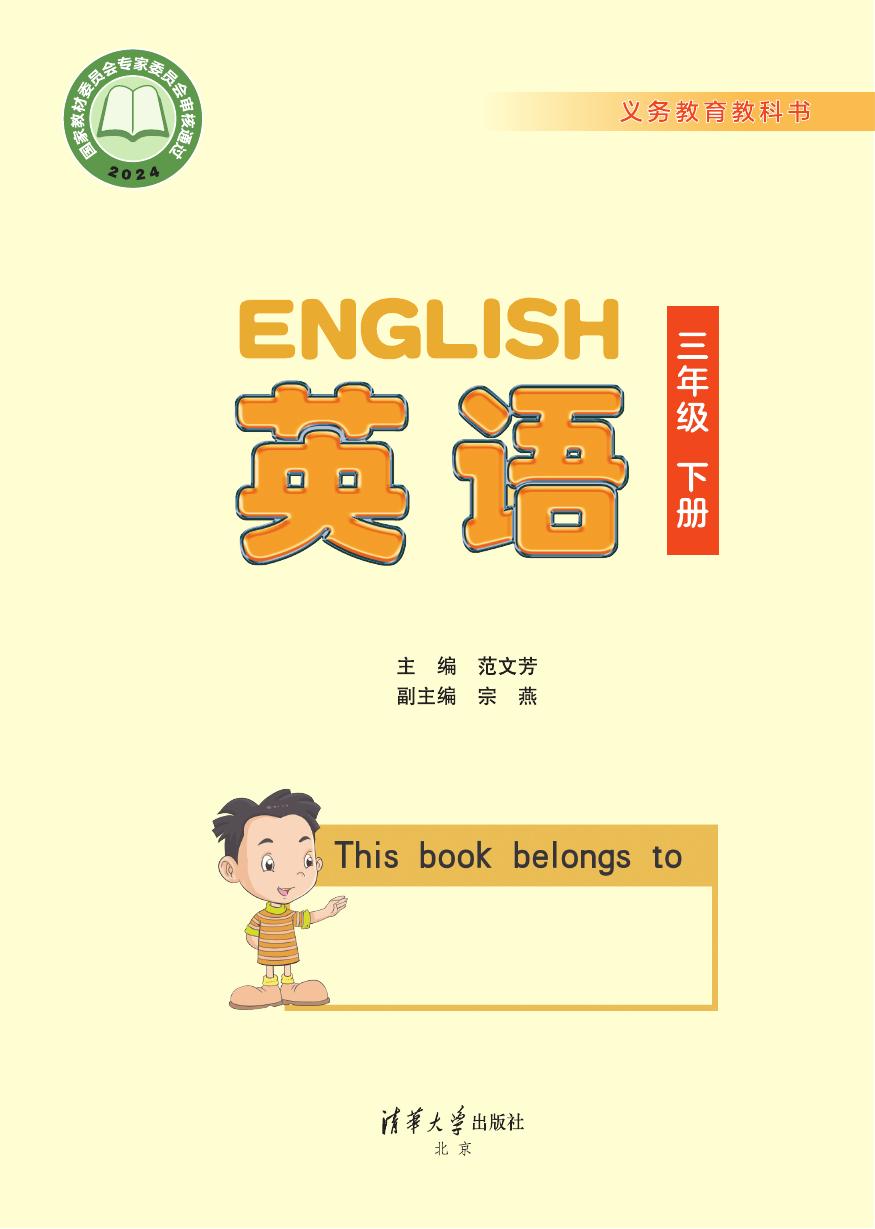 国家教材委员会专家委员会审核通过
2024
义务教育教科书
ENGLISH
英语
三年级 下册
主 编 范文芳
副主编 宗 燕
This book belongs to
清华大学出版社
北京